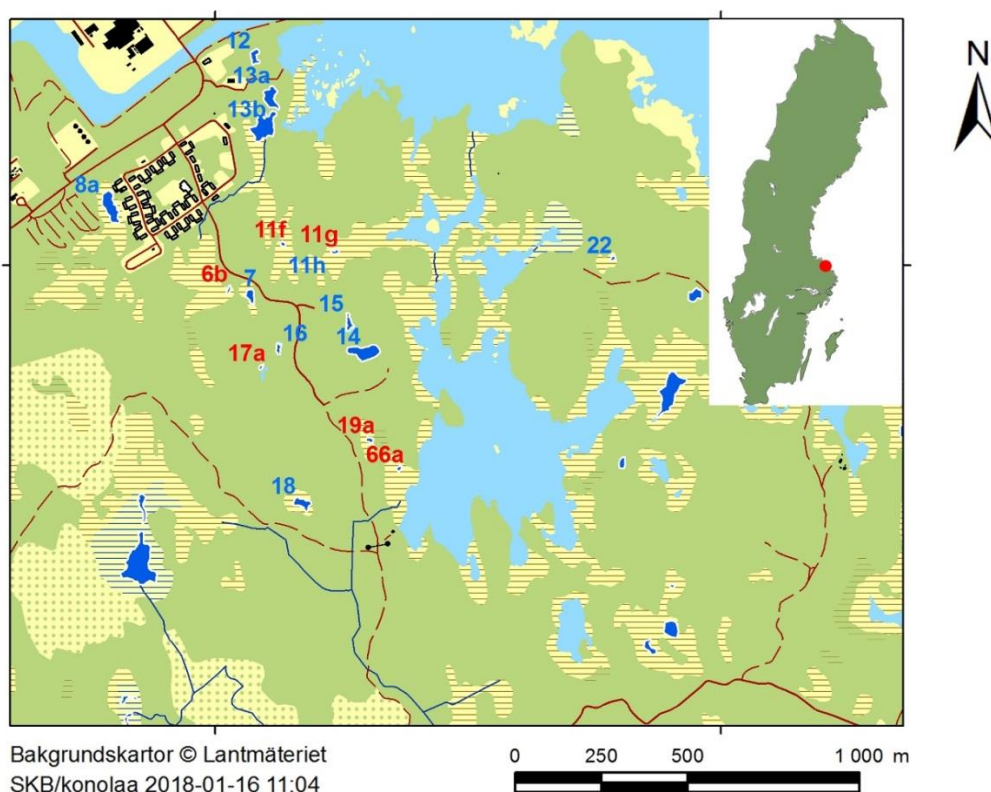 12
13a
13b
8a
11f
11g
11h
22
6b
7
15
16
14
17a
19a
66a
18
N
Bakgrundskartor © Lantmäteriet
SKB/konolaa 2018-01-16 11:04
0 250 500 1 000 m